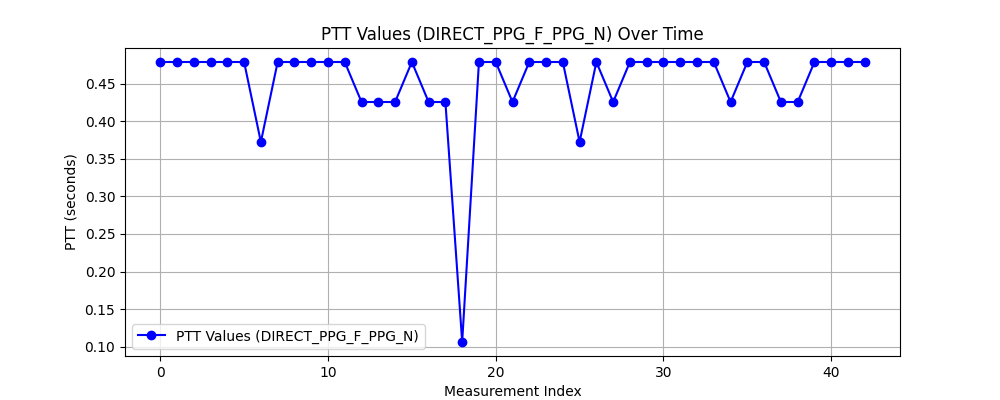 PTT Values (DIRECT_PPG_F_PPG_N) Over Time
PTT (seconds)
0.45
0.40
0.35
0.30
0.25
0.20
0.15
0.10
PTT Values (DIRECT_PPG_F_PPG_N)
0 10 20 30 40
Measurement Index